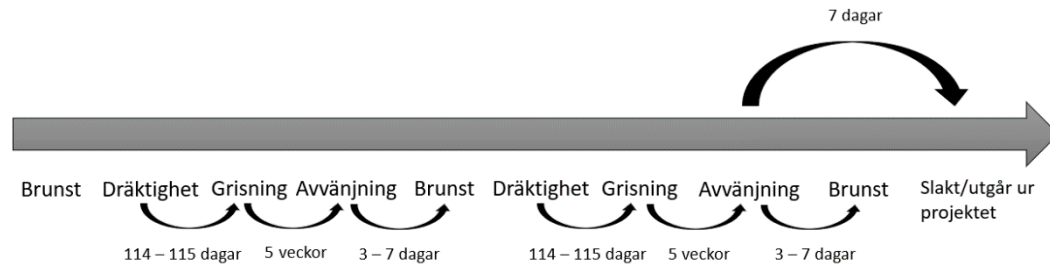 7 dagar
Brunst Dräktighet Grisning Avvänjning Brunst Dräktighet Grisning Avvänjning Brunst Slakt/utgår ur
projektet
114 – 115 dagar 5 veckor 3 – 7 dagar 114 – 115 dagar 5 veckor 3 – 7 dagar